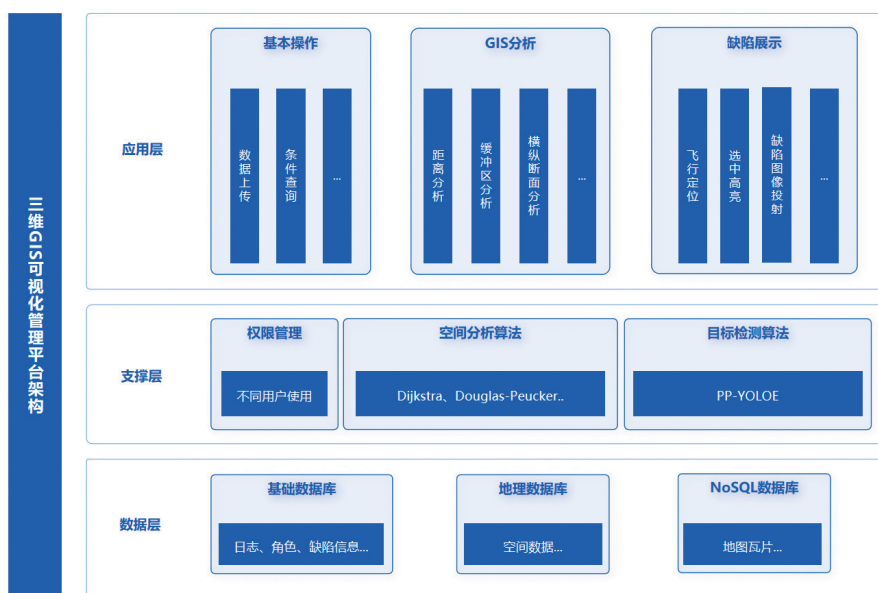 三维GIS可视化管理平台架构
应用层
基本操作
数据上传
条件查询
...
GIS分析
距离分析
缓冲区分析
横纵断面分析
...
缺陷展示
飞行定位
选中高亮
缺陷图像投射
...
支撑层
权限管理
不同用户使用
空间分析算法
Dijkstra、Douglas-Peucker..
目标检测算法
PP-YOLOE
数据层
基础数据库
日志、角色、缺陷信息...
地理数据库
空间数据...
NoSQL数据库
地图瓦片...